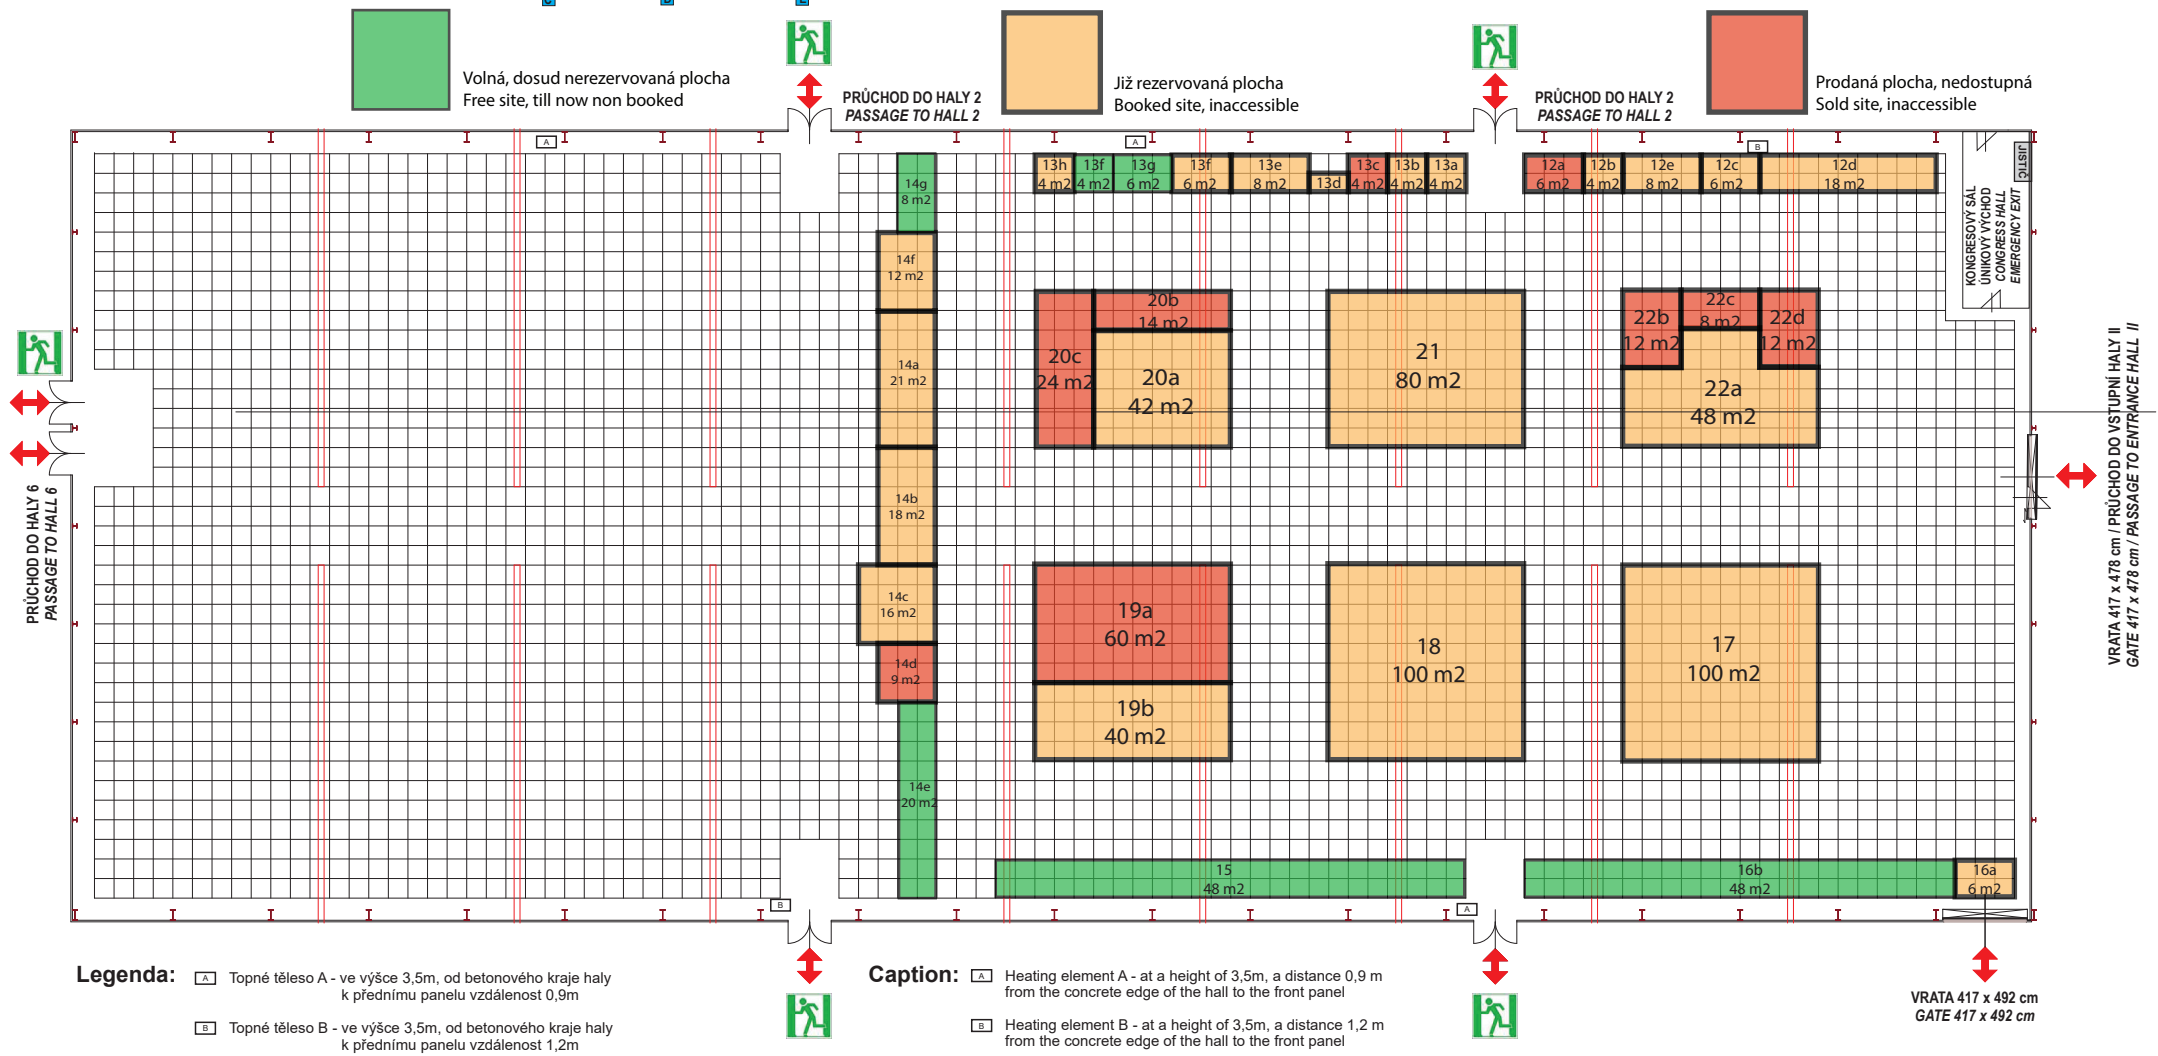 Volná, dosud nerezervovaná plocha
Free site, till now non booked
Již rezervovaná plocha
Booked site, inaccessible
Prodaná plocha, nedostupná
Sold site, inaccessible
PRŮCHOD DO HALY 2
PASSAGE TO HALL 2
PRŮCHOD DO HALY 2
PASSAGE TO HALL 2
A
A
B
13h
4 m2
13f
4 m2
13g
6 m2
13f
6 m2
13e
8 m2
13d
13c
4 m2
13b
4 m2
13a
4 m2
12a
6 m2
12b
4 m2
12e
8 m2
12c
6 m2
12d
18 m2
JISTIČ
KONGRESOVÝ SÁL
ÚNIKOVÝ VÝCHOD
CONGRESS HALL
EMERGENCY EXIT
14g
8 m2
14f
12 m2
14a
21 m2
14b
18 m2
14c
16 m2
14d
9 m2
14e
20 m2
20b
14 m2
20c
24 m2
20a
42 m2
21
80 m2
22b
12 m2
22c
8 m2
22d
12 m2
22a
48 m2
19a
60 m2
19b
40 m2
18
100 m2
17
100 m2
15
48 m2
16b
48 m2
16a
6 m2
PRŮCHOD DO HALY 6
PASSAGE TO HALL 6
VRATA 417 x 478 cm / PRŮCHOD DO VSTUPNÍ HALY II
GATE 417 x 478 cm / PASSAGE TO ENTRANCE HALL II
B
A
Legenda:
A Topné těleso A - ve výšce 3,5m, od betonového kraje haly
k přednímu panelu vzdálenost 0,9m
B Topné těleso B - ve výšce 3,5m, od betonového kraje haly
k přednímu panelu vzdálenost 1,2m
Caption:
A Heating element A - at a height of 3,5m, a distance 0,9 m
from the concrete edge of the hall to the front panel
B Heating element B - at a height of 3,5m, a distance 1,2 m
from the concrete edge of the hall to the front panel
VRATA 417 x 492 cm
GATE 417 x 492 cm